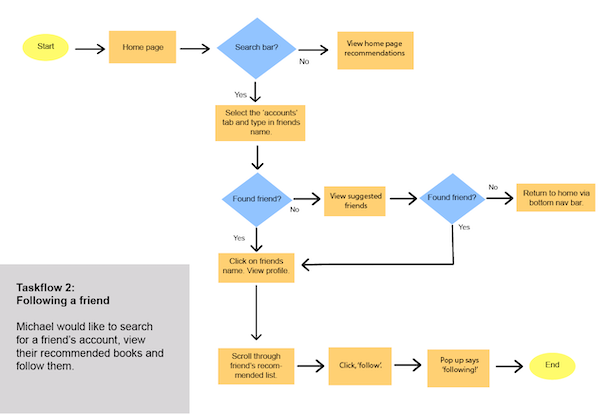 Start
Home page
Search bar?
No
View home page
recommendations
Yes
Select the 'accounts'
tab and type in friends
name.
Found friend?
No
View suggested
friends
Found friend?
No
Return to home via
bottom nav bar.
Yes
Yes
Click on friends
name. View profile.
Scroll through
friend's recom-
mended list.
Click, 'follow'.
Pop up says
'following!'
End
Taskflow 2:
Following a friend
Michael would like to search
for a friend's account, view
their recommended books and
follow them.